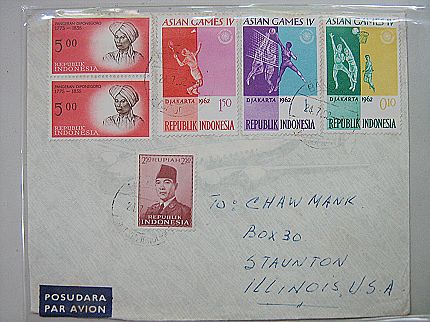 PANGERAN DIPONEGORO
1775 - 1855
5.00
REPUBLIK
INDONESIA
PANGERAN DIPONEGORO
1775 - 1855
5.00
REPUBLIK
INDONESIA
ASIAN GAMES IV
DJAKARTA 1962
1.50
REPUBLIK INDONESIA
ASIAN GAMES IV
DJAKARTA 1962
REPUBLIK INDONESIA
ASIAN GAMES IV
DJAKARTA 1962
0.10
REPUBLIK INDONESIA
2.50 RUPIAH 2.50
REPUBLIK
INDONESIA
TO: CHAW MANK.
BOX 30
STAUNTON
ILLINOIS, U.S.A
POSUDARA
PAR AVION